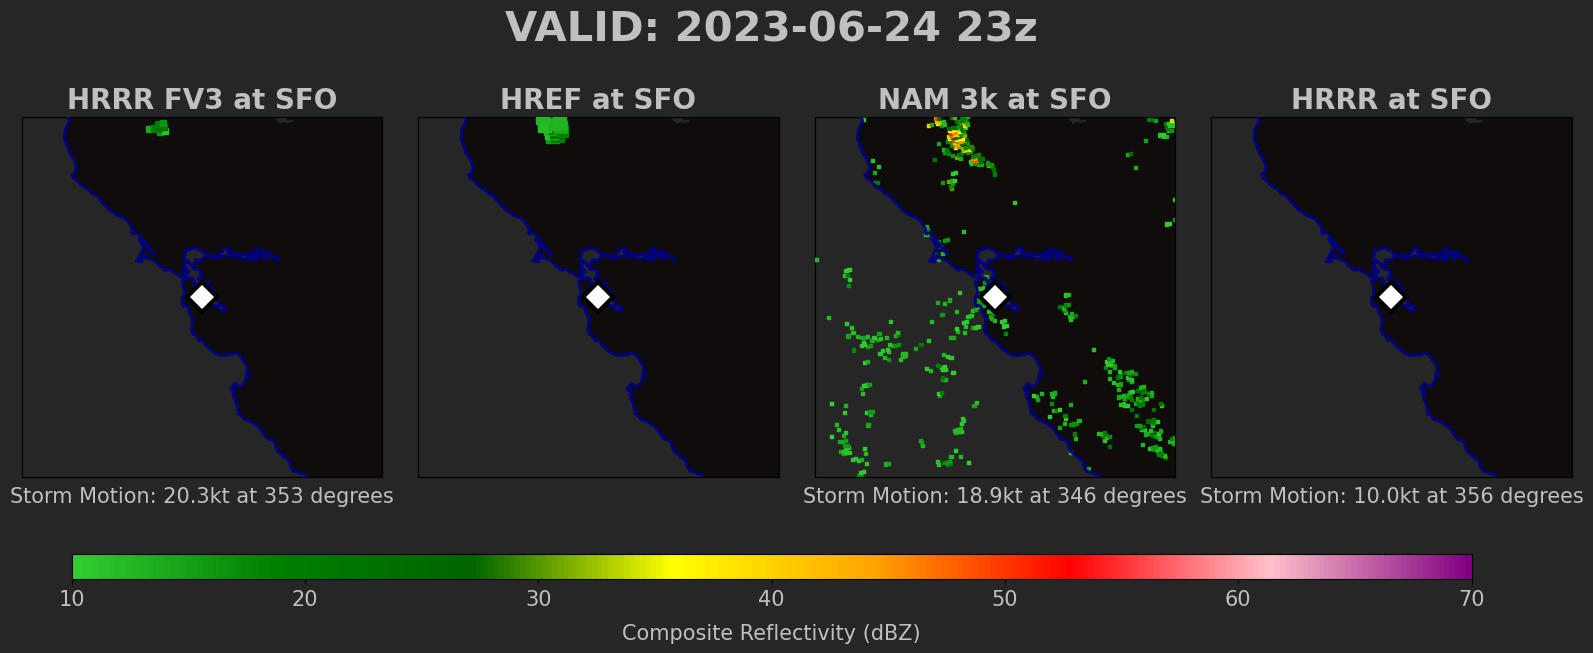 VALID: 2023-06-24 23z
HRRR FV3 at SFO
HREF at SFO
NAM 3k at SFO
HRRR at SFO
Storm Motion: 20.3kt at 353 degrees
Storm Motion: 18.9kt at 346 degrees
Storm Motion: 10.0kt at 356 degrees
10 20 30 40 50 60 70
Composite Reflectivity (dBZ)